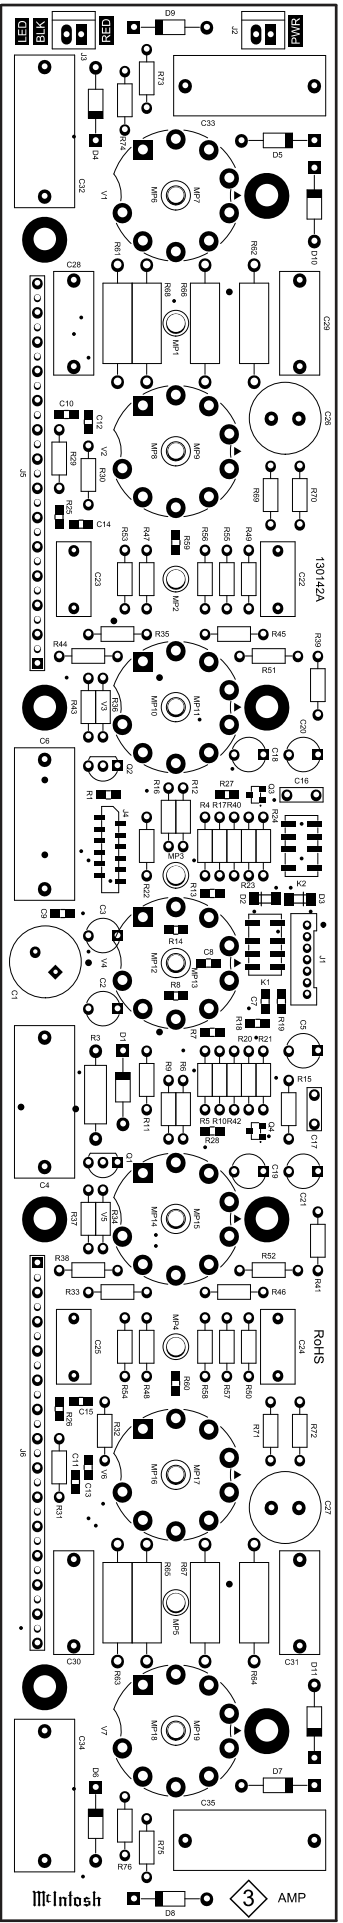 LED
BLK
RED
PWR
J3
D9
J2
R73
R74
D4
C33
D5
C32
V1
MP6
MP7
D10
R61
R68
R66
R62
C28
C29
MP1
C26
C10
C12
V2
MP8
MP9
R29
R30
R69
R70
J5
R25
C14
R53
R47
R59
R56
R55
R49
C23
C22
MP2
130142A
R35
R45
R44
R51
R39
R43
V3
R36
MP10
MP11
C6
Q2
C18
C20
R1
R16
R12
R27
Q3
C16
J4
R4
R17
R40
R24
R22
MP3
R13
R23
K2
D2
D3
C9
C3
R14
C8
J1
V4
MP12
MP13
C1
C2
R8
K1
C7
R18
R19
R7
R3
D1
R20
R21
C5
R9
R6
R15
R11
R5
R10
R42
R28
Q4
C17
C4
Q1
C19
C21
R37
V5
R34
MP14
MP15
R38
R52
R41
R33
R46
MP4
RoHS
C25
C24
R54
R48
R60
R58
R57
R50
C15
R26
R32
R71
R72
J6
C11
C13
V6
MP16
MP17
C27
R31
R65
R67
MP5
C30
C31
R63
R64
D11
V7
MP18
MP19
C34
D6
D7
C35
R76
R75
McIntosh
D8
3
AMP